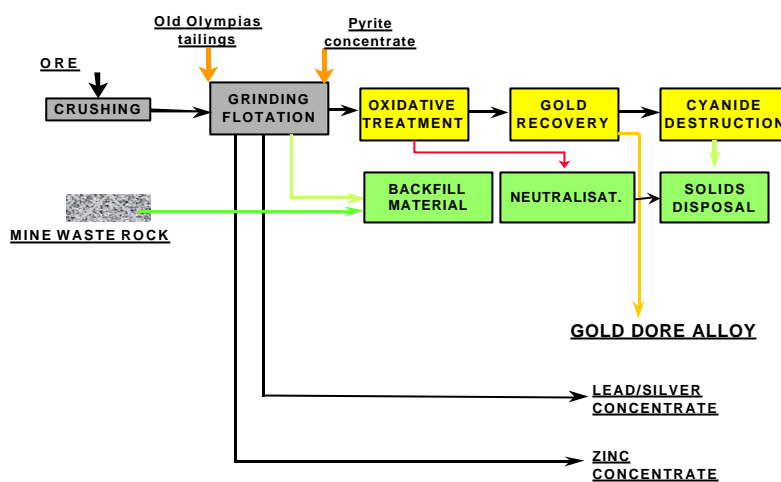 Old Olympias
tailings
Pyrite
concentrate
ORE
CRUSHING
GRINDING
FLOTATION
OXIDATIVE
TREATMENT
GOLD
RECOVERY
CYANIDE
DESTRUCTION
BACKFILL
MATERIAL
NEUTRALISAT.
SOLIDS
DISPOSAL
MINE WASTE ROCK
GOLD DORE ALLOY
LEAD/SILVER
CONCENTRATE
ZINC
CONCENTRATE